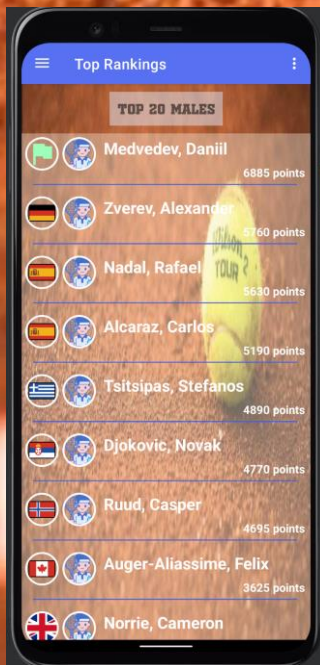 Top Rankings
TOP 20 MALES
Medvedev, Daniil
6885 points
Zverev, Alexander
5760 points
Nadal, Rafael
5630 points
Alcaraz, Carlos
5190 points
Tsitsipas, Stefanos
4890 points
Djokovic, Novak
4770 points
Ruud, Casper
4695 points
Auger-Aliassime, Felix
3625 points
Norrie, Cameron